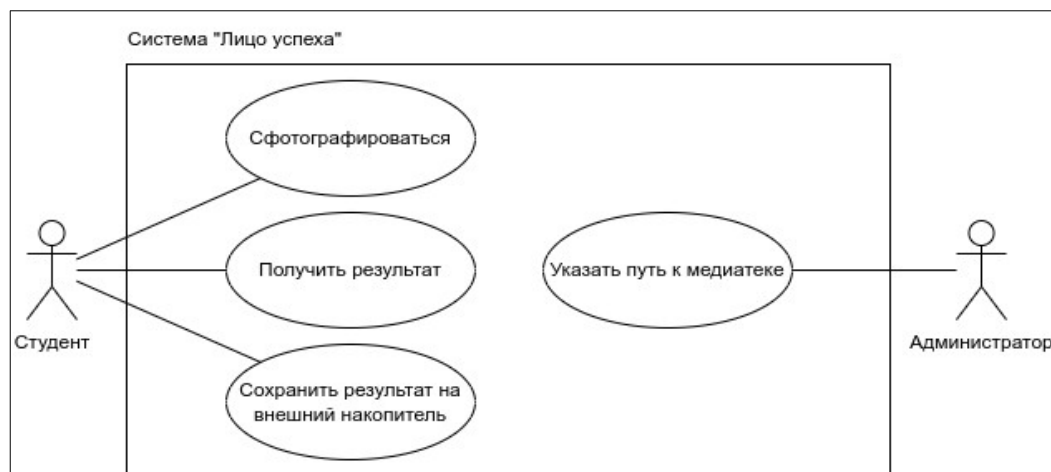 Система "Лицо успеха"
Сфотографироваться
Получить результат
Указать путь к медиатеке
Студент
Администратор
Сохранить результат на
внешний накопитель